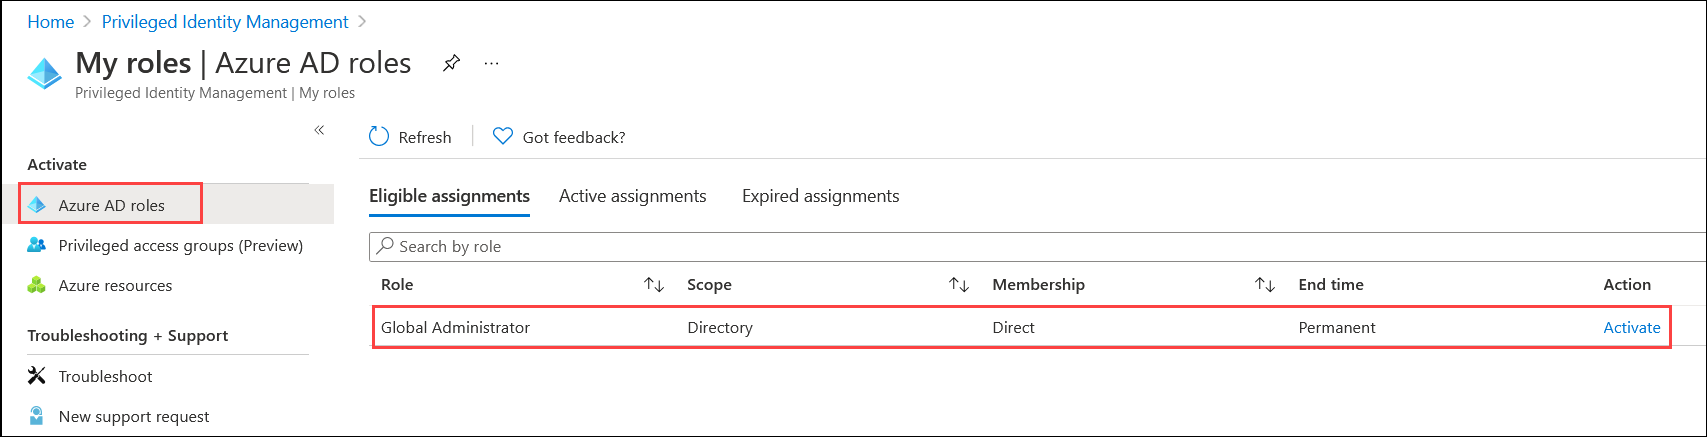 Home > Privileged Identity Management >
My roles | Azure AD roles ...
Privileged Identity Management | My roles
«
Activate
Azure AD roles
Privileged access groups (Preview)
Azure resources
Troubleshooting + Support
Troubleshoot
New support request
Refresh Got feedback?
Eligible assignments Active assignments Expired assignments
Search by role
Role Scope Membership End time Action
Global Administrator Directory Direct Permanent Activate